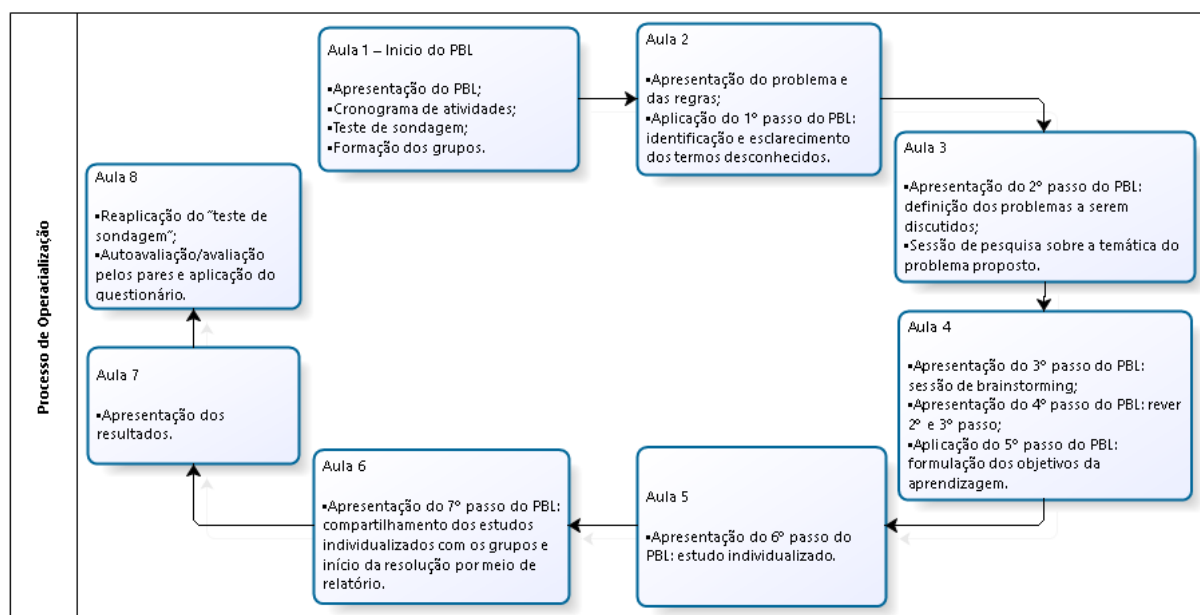 Processo de Operacialização
Aula 1 – Inicio do PBL
▪Apresentação do PBL;
▪Cronograma de atividades;
▪Teste de sondagem;
▪Formação dos grupos.
Aula 2
▪Apresentação do problema e
das regras;
▪Aplicação do 1º passo do PBL:
identificação e esclarecimento
dos termos desconhecidos.
Aula 3
▪Apresentação do 2º passo do PBL:
definição dos problemas a serem
discutidos;
▪Sessão de pesquisa sobre a temática do
problema proposto.
Aula 4
▪Apresentação do 3º passo do PBL:
sessão de brainstorming;
▪Apresentação do 4º passo do PBL: rever
2º e 3º passo;
▪Aplicação do 5º passo do PBL:
formulação dos objetivos da
aprendizagem.
Aula 5
▪Apresentação do 6º passo do
PBL: estudo individualizado.
Aula 6
▪Apresentação do 7º passo do PBL:
compartilhamento dos estudos
individualizados com os grupos e
início da resolução por meio de
relatório.
Aula 7
▪Apresentação dos
resultados.
Aula 8
▪Reaplicação do "teste de
sondagem";
▪Autoavaliação/avaliação
pelos pares e aplicação do
questionário.